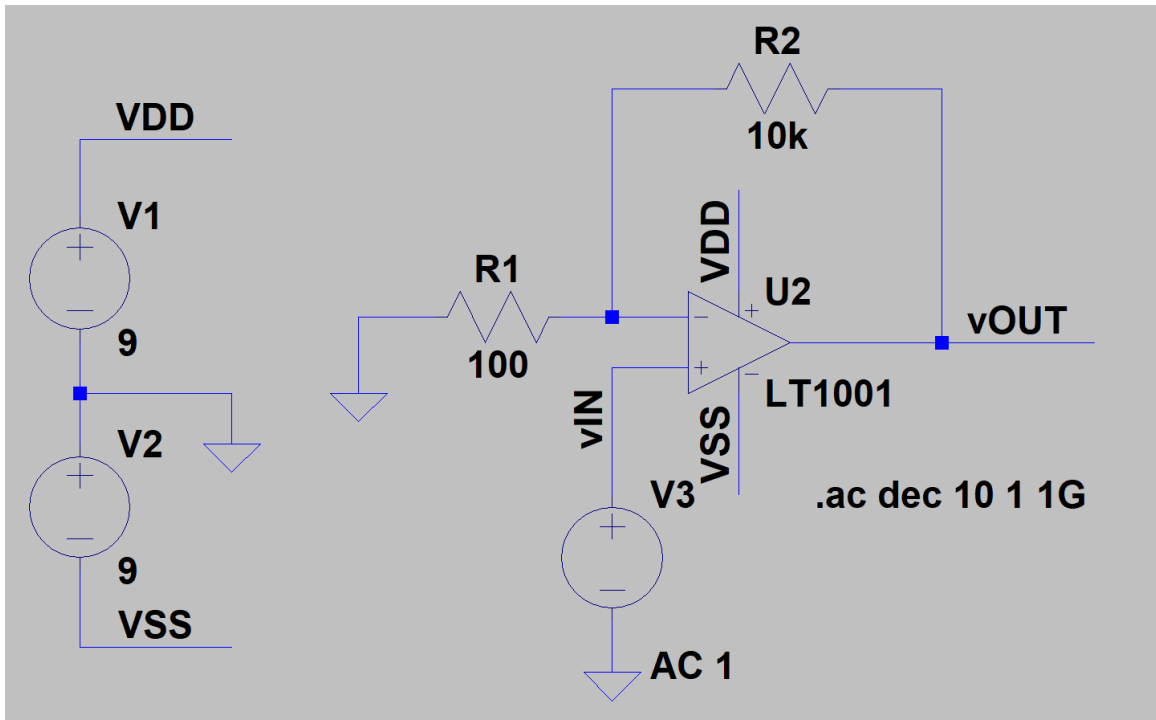 VDD
V1
9
V2
9
VSS
R2
10k
R1
100
VDD
U2
LT1001
VSS
vOUT
vIN
V3
AC 1
.ac dec 10 1 1G